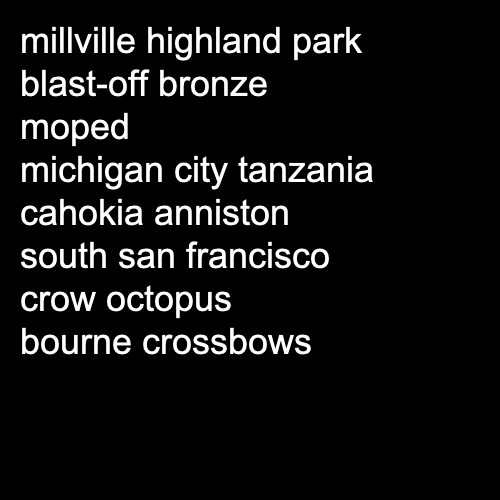 millville highland park
blast-off bronze
moped
michigan city tanzania
cahokia anniston
south san francisco
crow octopus
bourne crossbows